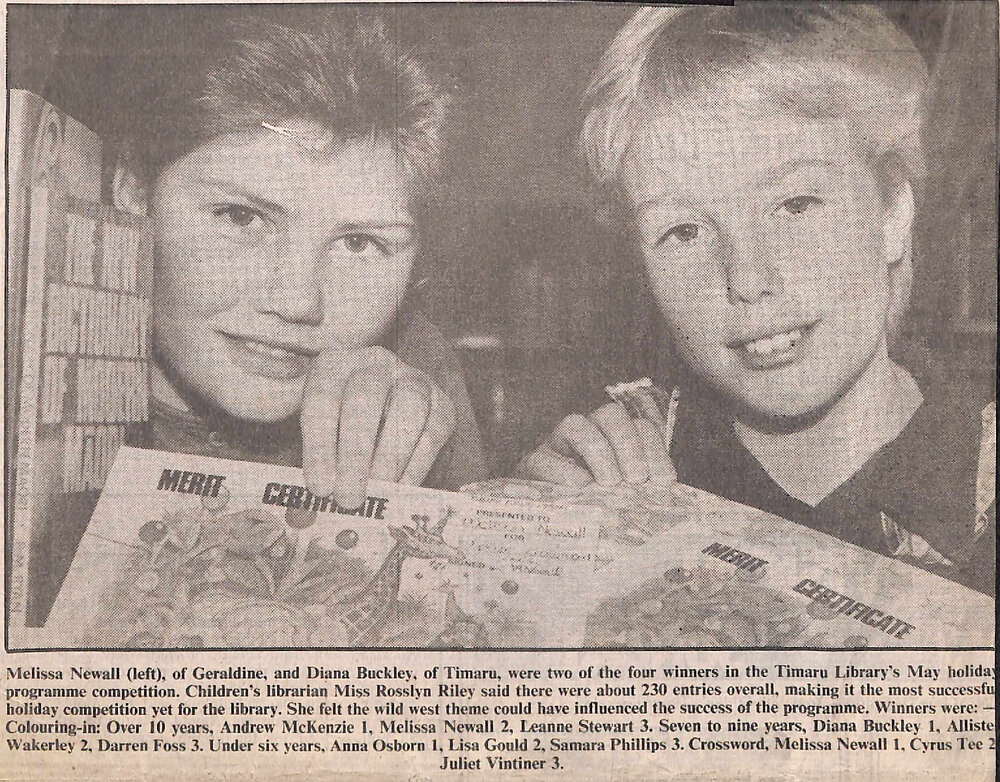 MERIT CERTIFICATE
PRESENTED TO
FOR
MERIT CERTIFICATE
Melissa Newall (left), of Geraldine, and Diana Buckley, of Timaru, were two of the four winners in the Timaru Library's May holiday
programme competition. Children's librarian Miss Rosslyn Riley said there were about 230 entries overall, making it the most successfu
holiday competition yet for the library. She felt the wild west theme could have influenced the success of the programme. Winners were: —
Colouring-in: Over 10 years, Andrew McKenzie 1, Melissa Newall 2, Leanne Stewart 3. Seven to nine years, Diana Buckley 1, Alliste
Wakerley 2, Darren Foss 3. Under six years, Anna Osborn 1, Lisa Gould 2, Samara Phillips 3. Crossword, Melissa Newall 1, Cyrus Tee 2
Juliet Vintiner 3.